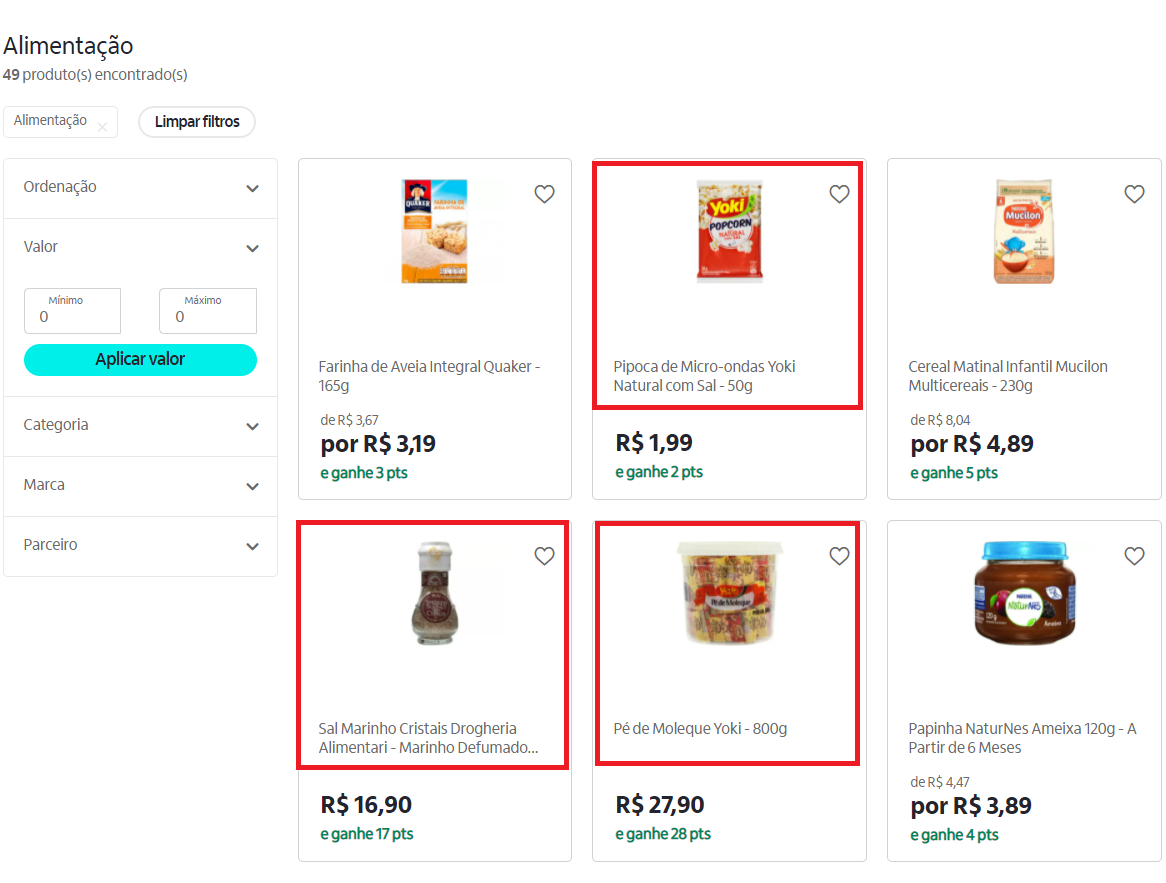 Alimentação
49 produto(s) encontrado(s)
Alimentação
Limpar filtros
Ordenação
Valor
Mínimo
0
Máximo
0
Aplicar valor
Categoria
Marca
Parceiro
QUAKER
FARINHA DE
AVEIA INTEGRAL
Farinha de Aveia Integral Quaker -
165g
de R$ 3,67
por R$ 3,19
e ganhe 3 pts
Yoki
POPCORN
NATURAL
Pipoca de Micro-ondas Yoki
Natural com Sal - 50g
R$ 1,99
e ganhe 2 pts
Mucilon
Cereal Matinal Infantil Mucilon
Multicereais - 230g
de R$ 8,04
por R$ 4,89
e ganhe 5 pts
Sal Marinho Cristais Drogheria
Alimentari - Marinho Defumado...
R$ 16,90
e ganhe 17 pts
Yoki
Pé de Moleque
Pé de Moleque Yoki - 800g
R$ 27,90
e ganhe 28 pts
Nestlé
NaturNes
120g
Ameixa
Papinha NaturNes Ameixa 120g - A
Partir de 6 Meses
de R$ 4,47
por R$ 3,89
e ganhe 4 pts